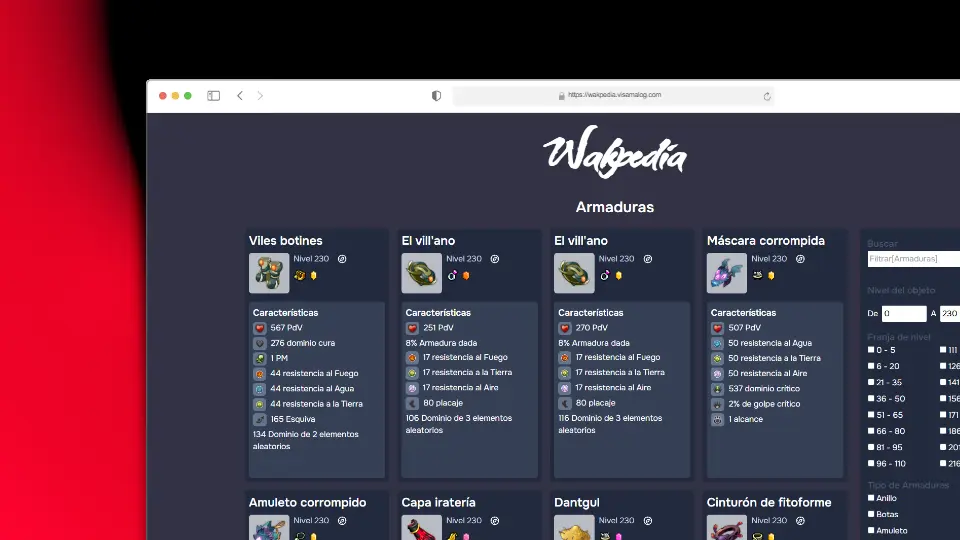 https://wakpedia.visamalog.com
Wakpedia
Armaduras
Viles botines
Nivel 230
Características
567 PdV
276 dominio cura
1 PM
44 resistencia al Fuego
44 resistencia al Agua
44 resistencia a la Tierra
165 Esquiva
134 Dominio de 2 elementos
aleatorios
El vill'ano
Nivel 230
Características
251 PdV
8% Armadura dada
17 resistencia al Fuego
17 resistencia a la Tierra
17 resistencia al Aire
80 placaje
106 Dominio de 3 elementos
aleatorios
El vill'ano
Nivel 230
Características
270 PdV
8% Armadura dada
17 resistencia al Fuego
17 resistencia a la Tierra
17 resistencia al Aire
80 placaje
116 Dominio de 3 elementos
aleatorios
Máscara corrompida
Nivel 230
Características
507 PdV
50 resistencia al Agua
50 resistencia a la Tierra
50 resistencia al Aire
537 dominio crítico
2% de golpe crítico
1 alcance
Amuleto corrompido
Nivel 230
Capa iratería
Nivel 230
Dantgul
Nivel 230
Cinturón de fitoforme
Nivel 230
Buscar
Filtrar[Armaduras]
Nivel del objeto
De 0 A 230
Franja de nivel
0 - 5 111
6 - 20 126
21 - 35 141
36 - 50 156
51 - 65 171
66 - 80 186
81 - 95 201
96 - 110 216
Tipo de Armaduras
Anillo
Botas
Amuleto